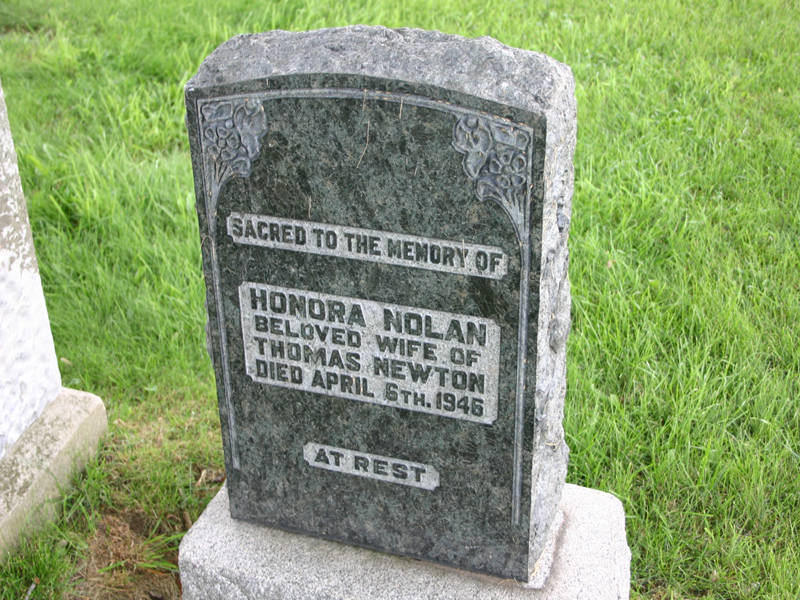 SACRED TO THE MEMORY OF
HONORA NOLAN
BELOVED WIFE OF
THOMAS NEWTON
DIED APRIL 6TH. 1946
AT REST